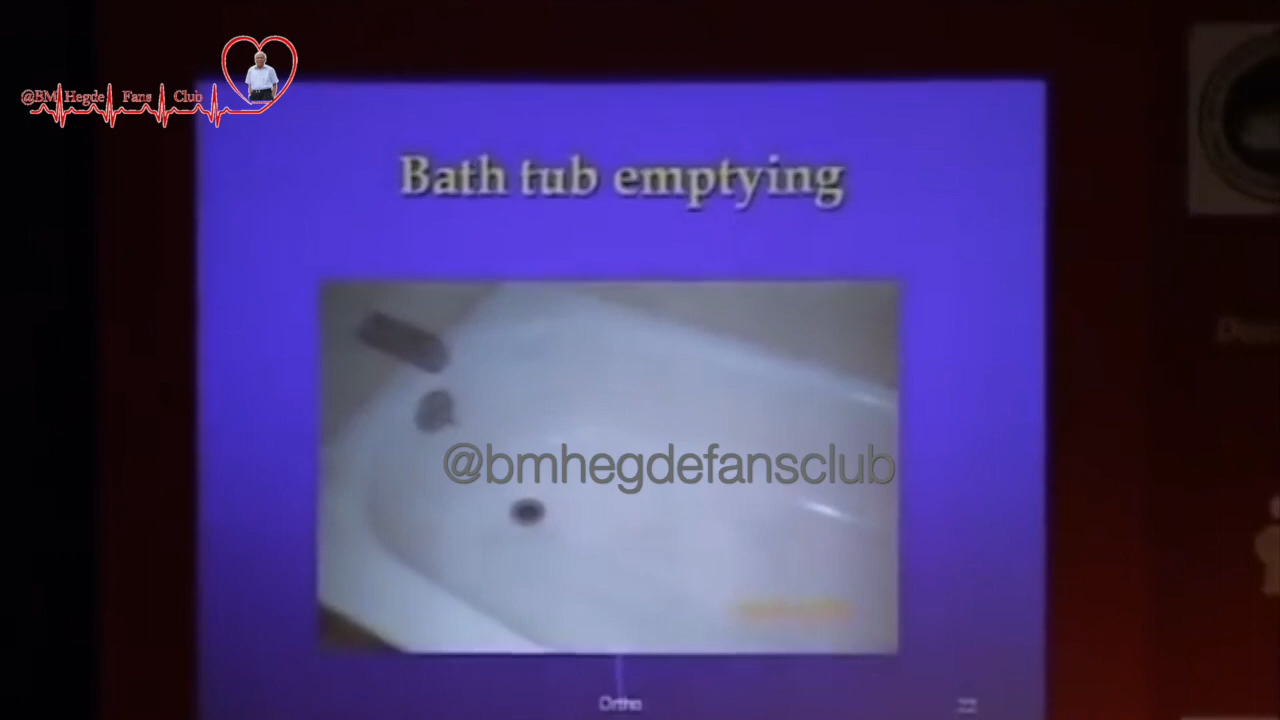 @BM Hegde Fans Club
Bath tub emptying
@bmhegdefansclub
Ortho